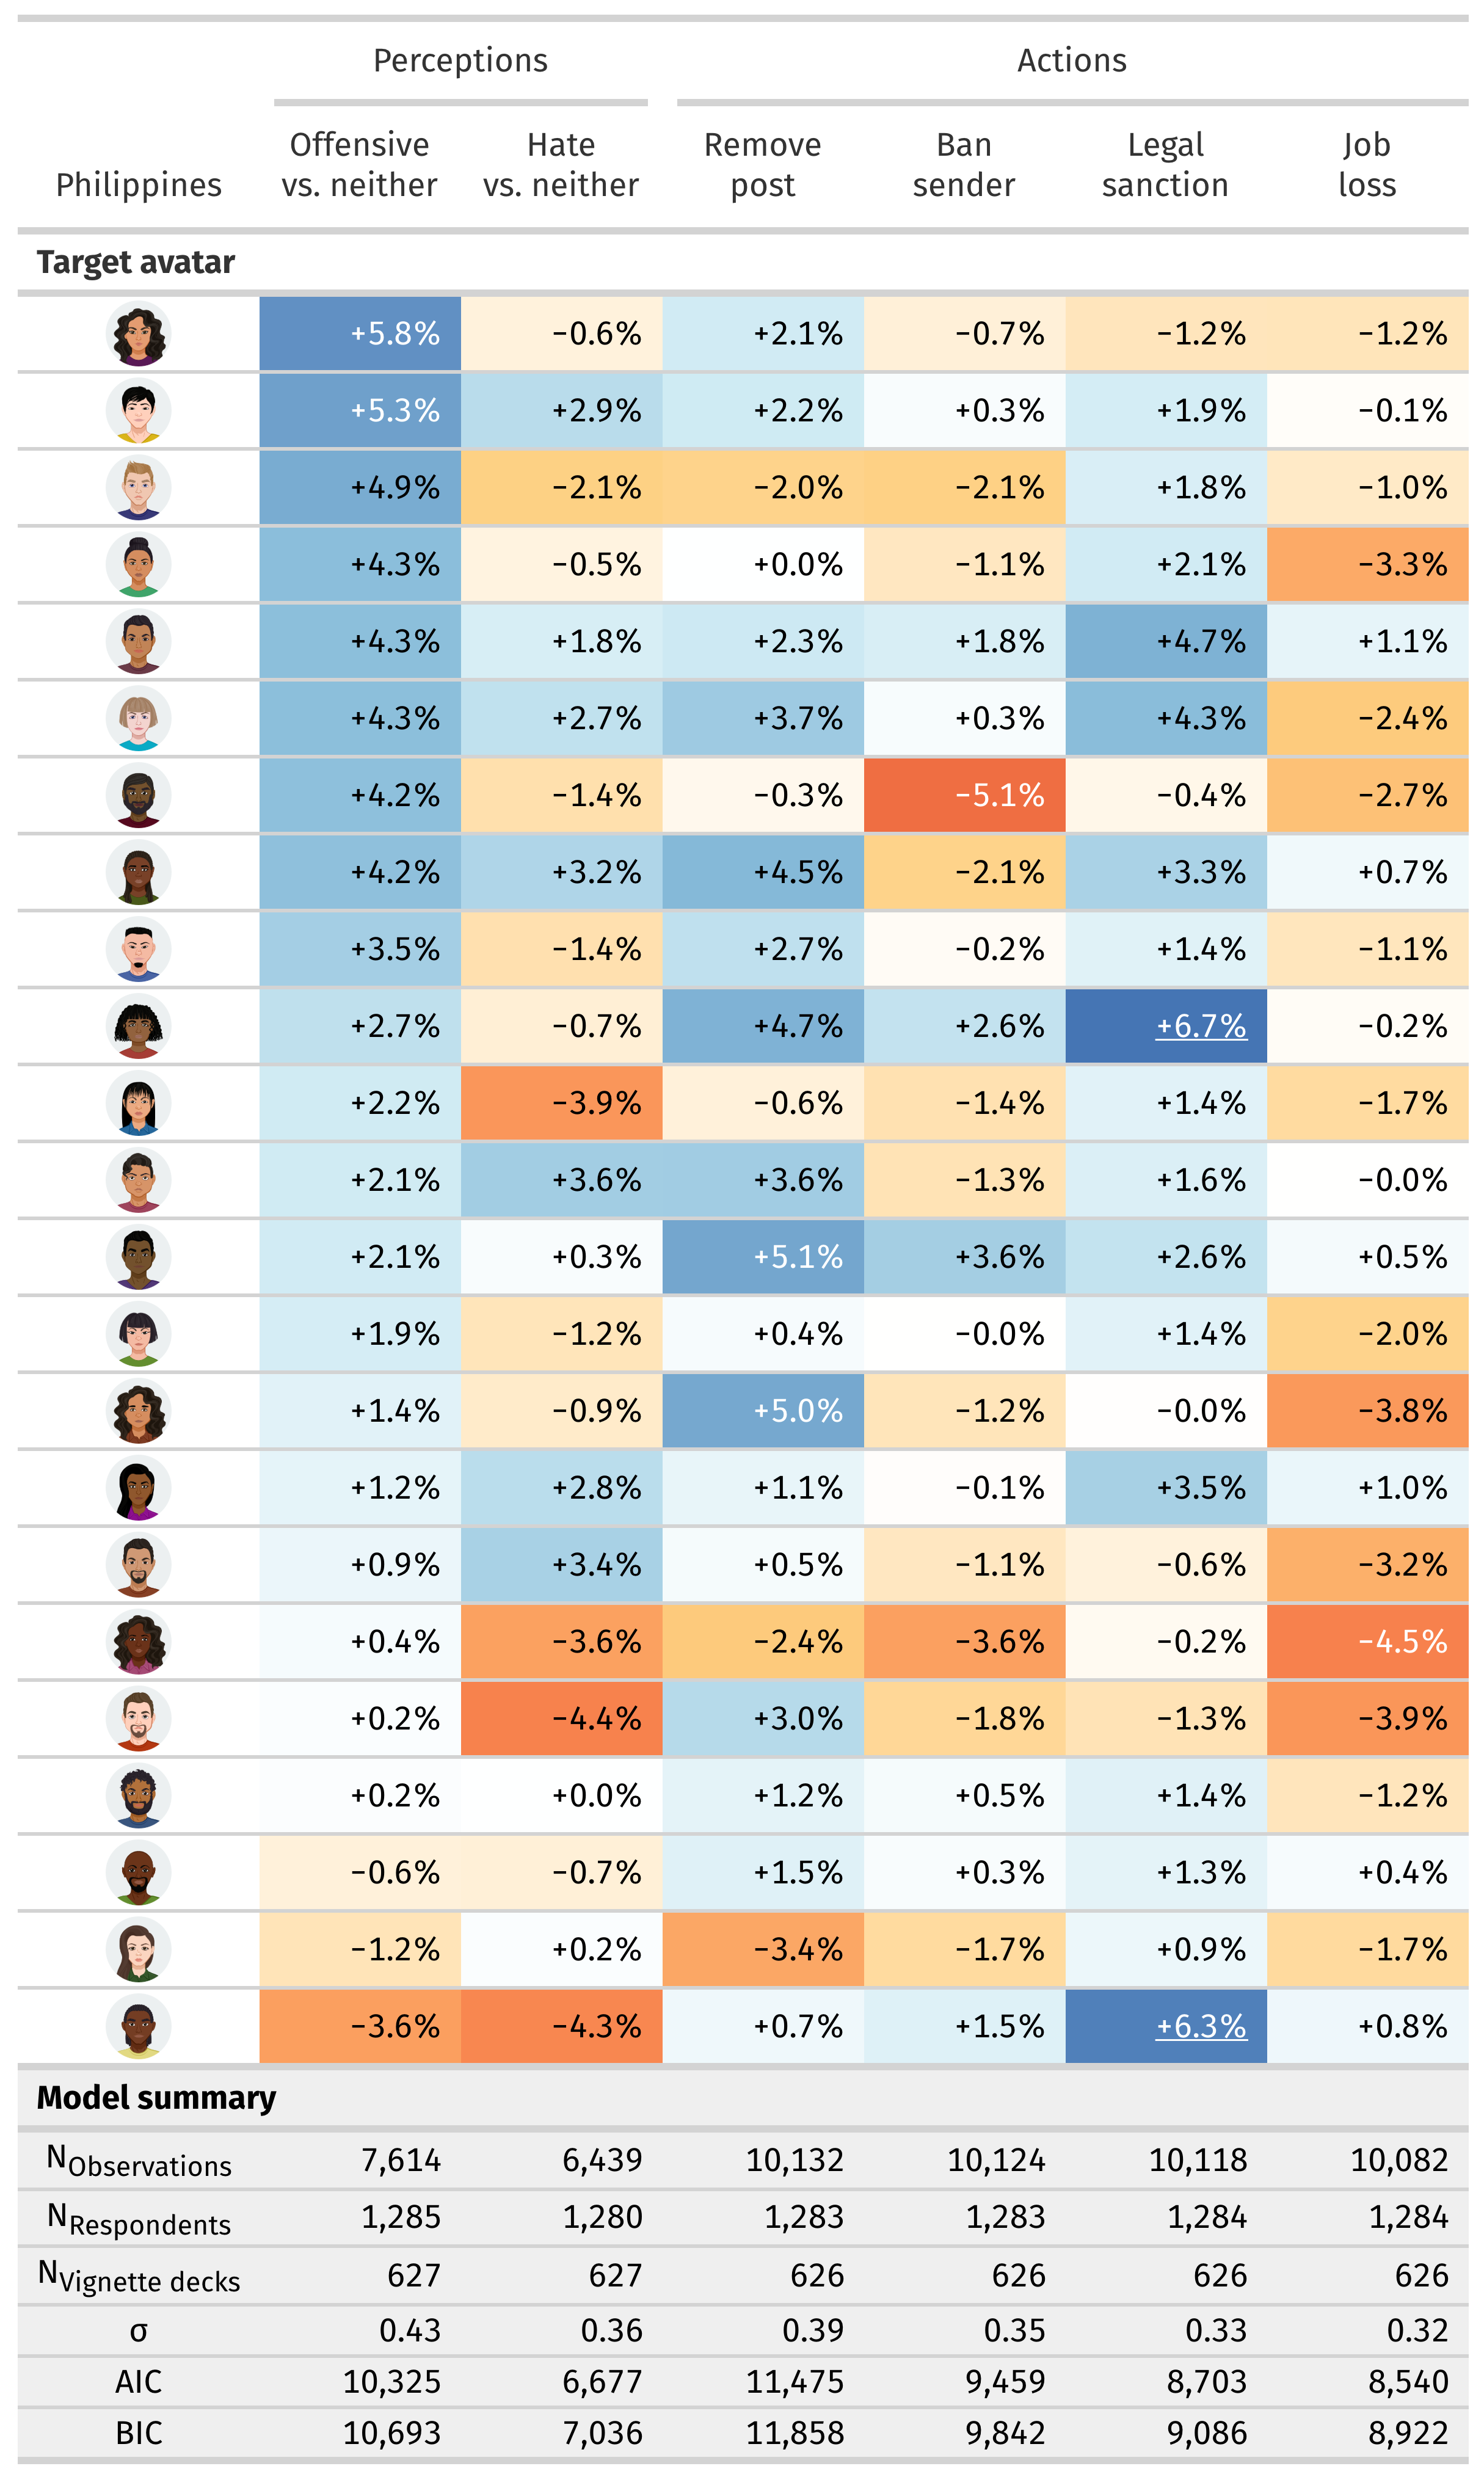 Perceptions Actions
Offensive Hate Remove Ban Legal Job
Philippines vs. neither vs. neither post sender sanction loss
Target avatar
+5.8% −0.6% +2.1% −0.7% −1.2% −1.2%
+5.3% +2.9% +2.2% +0.3% +1.9% −0.1%
+4.9% −2.1% −2.0% −2.1% +1.8% −1.0%
+4.3% −0.5% +0.0% −1.1% +2.1% −3.3%
+4.3% +1.8% +2.3% +1.8% +4.7% +1.1%
+4.3% +2.7% +3.7% +0.3% +4.3% −2.4%
+4.2% −1.4% −0.3% −5.1% −0.4% −2.7%
+4.2% +3.2% +4.5% −2.1% +3.3% +0.7%
+3.5% −1.4% +2.7% −0.2% +1.4% −1.1%
+2.7% −0.7% +4.7% +2.6% +6.7% −0.2%
+2.2% −3.9% −0.6% −1.4% +1.4% −1.7%
+2.1% +3.6% +3.6% −1.3% +1.6% −0.0%
+2.1% +0.3% +5.1% +3.6% +2.6% +0.5%
+1.9% −1.2% +0.4% −0.0% +1.4% −2.0%
+1.4% −0.9% +5.0% −1.2% −0.0% −3.8%
+1.2% +2.8% +1.1% −0.1% +3.5% +1.0%
+0.9% +3.4% +0.5% −1.1% −0.6% −3.2%
+0.4% −3.6% −2.4% −3.6% −0.2% −4.5%
+0.2% −4.4% +3.0% −1.8% −1.3% −3.9%
+0.2% +0.0% +1.2% +0.5% +1.4% −1.2%
−0.6% −0.7% +1.5% +0.3% +1.3% +0.4%
−1.2% +0.2% −3.4% −1.7% +0.9% −1.7%
−3.6% −4.3% +0.7% +1.5% +6.3% +0.8%
Model summary
NObservations 7,614 6,439 10,132 10,124 10,118 10,082
NRespondents 1,285 1,280 1,283 1,283 1,284 1,284
NVignette decks 627 627 626 626 626 626
σ 0.43 0.36 0.39 0.35 0.33 0.32
AIC 10,325 6,677 11,475 9,459 8,703 8,540
BIC 10,693 7,036 11,858 9,842 9,086 8,922